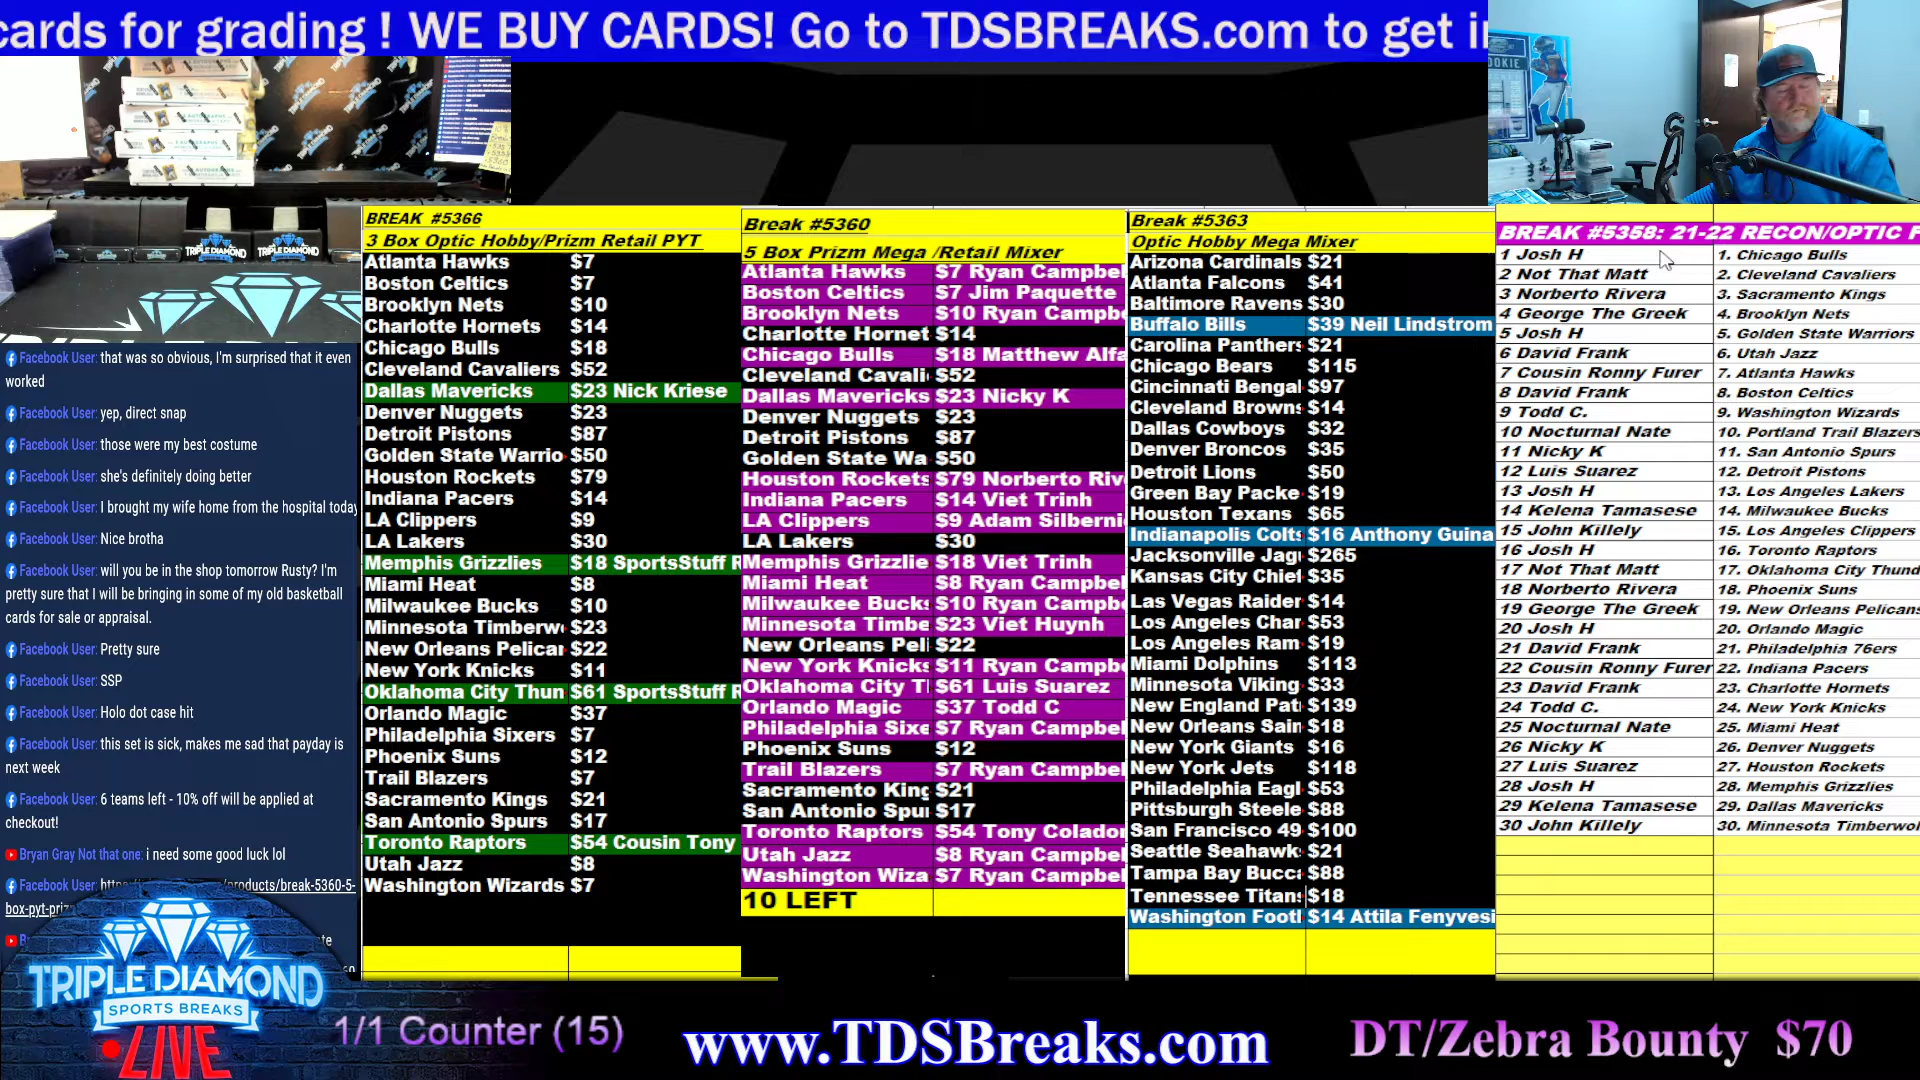 cards for grading ! WE BUY CARDS! Go to TDSBREAKS.com to get
TRIPLE DIAMOND
TRIPLE DIAMOND
Facebook User: that was so obvious, I'm surprised that it even
worked
Facebook User: yep, direct snap
Facebook User: those were my best costume
Facebook User: she's definitely doing better
Facebook User: I brought my wife home from the hospital today
Facebook User: Nice brotha
Facebook User: will you be in the shop tomorrow Rusty? I'm
pretty sure that I will be bringing in some of my old basketball
cards for sale or appraisal.
Facebook User: Pretty sure
Facebook User: SSP
Facebook User: Holo dot case hit
Facebook User: this set is sick, makes me sad that payday is
next week
Facebook User: 6 teams left - 10% off will be applied at
checkout!
Bryan Gray Not that one: i need some good luck lol
Facebook User:
/products/break-5360-5-
TRIPLE DIAMOND
SPORTS BREAKS
LIVE
BREAK #5366
3 Box Optic Hobby/Prizm Retail PYT
Atlanta Hawks $7
Boston Celtics $7
Brooklyn Nets $10
Charlotte Hornets $14
Chicago Bulls $18
Cleveland Cavaliers $52
Dallas Mavericks $23 Nick Kriese
Denver Nuggets $23
Detroit Pistons $87
Golden State Warrio $50
Houston Rockets $79
Indiana Pacers $14
LA Clippers $9
LA Lakers $30
Memphis Grizzlies $18 SportsStuff R
Miami Heat $8
Milwaukee Bucks $10
Minnesota Timberw $23
New Orleans Pelicar $22
New York Knicks $11
Oklahoma City Thun $61 SportsStuff R
Orlando Magic $37
Philadelphia Sixers $7
Phoenix Suns $12
Trail Blazers $7
Sacramento Kings $21
San Antonio Spurs $17
Toronto Raptors $54 Cousin Tony
Utah Jazz $8
Washington Wizards $7
Break #5360
5 Box Prizm Mega /Retail Mixer
Atlanta Hawks $7 Ryan Campbel
Boston Celtics $7 Jim Paquette
Brooklyn Nets $10 Ryan Campbe
Charlotte Hornet $14
Chicago Bulls $18 Matthew Alfa
Cleveland Cavali $52
Dallas Mavericks $23 Nicky K
Denver Nuggets $23
Detroit Pistons $87
Golden State Wa $50
Houston Rockets $79 Norberto Riv
Indiana Pacers $14 Viet Trinh
LA Clippers $9 Adam Silberni
LA Lakers $30
Memphis Grizzlie $18 Viet Trinh
Miami Heat $8 Ryan Campbel
Milwaukee Bucks $10 Ryan Campbe
Minnesota Timbe $23 Viet Huynh
New Orleans Peli $22
New York Knicks $11 Ryan Campbe
Oklahoma City T $61 Luis Suarez
Orlando Magic $37 Todd C
Philadelphia Sixe $7 Ryan Campbel
Phoenix Suns $12
Trail Blazers $7 Ryan Campbel
Sacramento King $21
San Antonio Spur $17
Toronto Raptors $54 Tony Colador
Utah Jazz $8 Ryan Campbel
Washington Wiza $7 Ryan Campbel
10 LEFT
Break #5363
Optic Hobby Mega Mixer
Arizona Cardinals $21
Atlanta Falcons $41
Baltimore Ravens $30
Buffalo Bills $39 Neil Lindstrom
Carolina Panthers $21
Chicago Bears $115
Cincinnati Bengal $97
Cleveland Browns $14
Dallas Cowboys $32
Denver Broncos $35
Detroit Lions $50
Green Bay Packe $19
Houston Texans $65
Indianapolis Colts $16 Anthony Guina
Jacksonville Jagu $265
Kansas City Chief $35
Las Vegas Raider $14
Los Angeles Char $53
Los Angeles Ram $19
Miami Dolphins $113
Minnesota Viking $33
New England Pat $139
New Orleans Sain $18
New York Giants $16
New York Jets $118
Philadelphia Eagl $53
Pittsburgh Steele $88
San Francisco 49 $100
Seattle Seahawk $21
Tampa Bay Bucc $88
Tennessee Titans $18
Washington Footl $14 Attila Fenyvesi
BREAK #5358: 21-22 RECON/OPTIC F
1 Josh H 1. Chicago Bulls
2 Not That Matt 2. Cleveland Cavaliers
3 Norberto Rivera 3. Sacramento Kings
4 George The Greek 4. Brooklyn Nets
5 Josh H 5. Golden State Warriors
6 David Frank 6. Utah Jazz
7 Cousin Ronny Furer 7. Atlanta Hawks
8 David Frank 8. Boston Celtics
9 Todd C. 9. Washington Wizards
10 Nocturnal Nate 10. Portland Trail Blazers
11 Nicky K 11. San Antonio Spurs
12 Luis Suarez 12. Detroit Pistons
13 Josh H 13. Los Angeles Lakers
14 Kelena Tamasese 14. Milwaukee Bucks
15 John Killely 15. Los Angeles Clippers
16 Josh H 16. Toronto Raptors
17 Not That Matt 17. Oklahoma City Thund
18 Norberto Rivera 18. Phoenix Suns
19 George The Greek 19. New Orleans Pelicans
20 Josh H 20. Orlando Magic
21 David Frank 21. Philadelphia 76ers
22 Cousin Ronny Furer 22. Indiana Pacers
23 David Frank 23. Charlotte Hornets
24 Todd C. 24. New York Knicks
25 Nocturnal Nate 25. Miami Heat
26 Nicky K 26. Denver Nuggets
27 Luis Suarez 27. Houston Rockets
28 Josh H 28. Memphis Grizzlies
29 Kelena Tamasese 29. Dallas Mavericks
30 John Killely 30. Minnesota Timberwol
1/1 Counter (15)
www.TDSBreaks.com
DT/Zebra Bounty $70